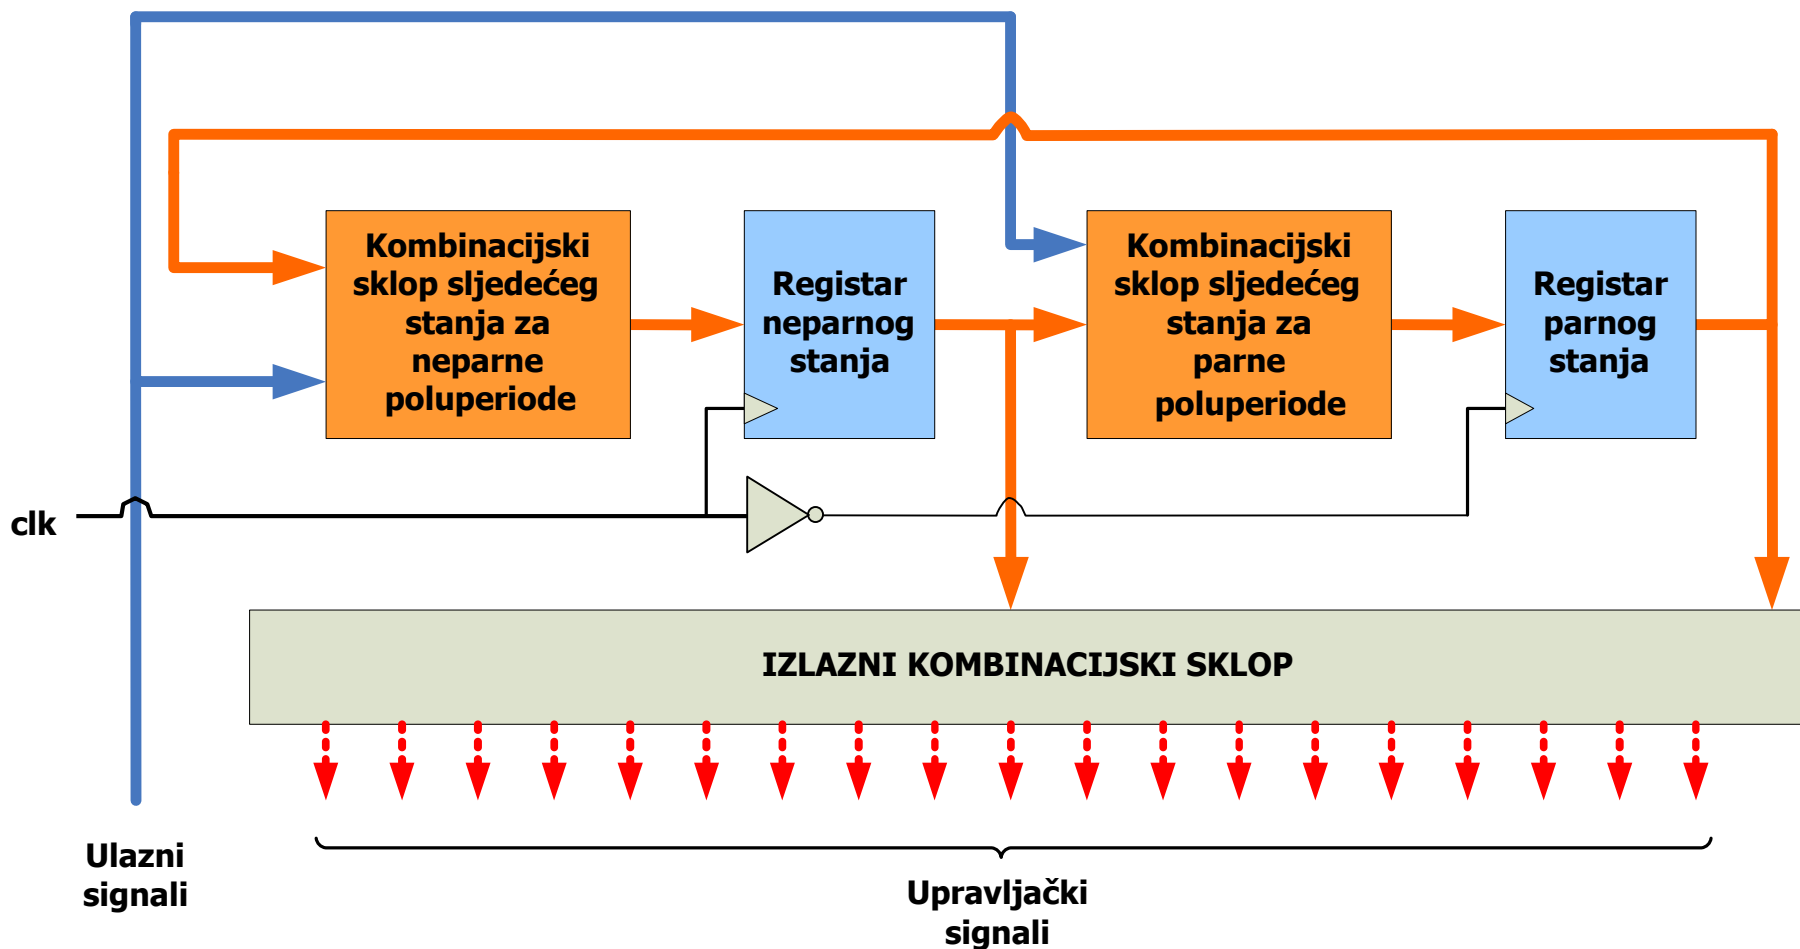 Kombinacijski
sklop sljedećeg
stanja za
neparne
poluperiode
Registar
neparnog
stanja
Kombinacijski
sklop sljedećeg
stanja za
parne
poluperiode
Registar
parnog
stanja
clk
IZLAZNI KOMBINACIJSKI SKLOP
Ulazni
signali
Upravljački
signali